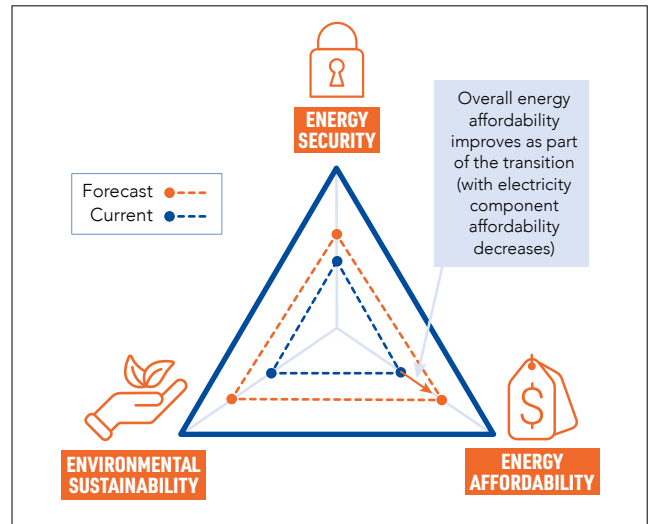 ENERGY
SECURITY
Overall energy
affordability
improves as part
of the transition
(with electricity
component
affordability
decreases)
Forecast
Current
$
ENVIRONMENTAL
SUSTAINABILITY
ENERGY
AFFORDABILITY